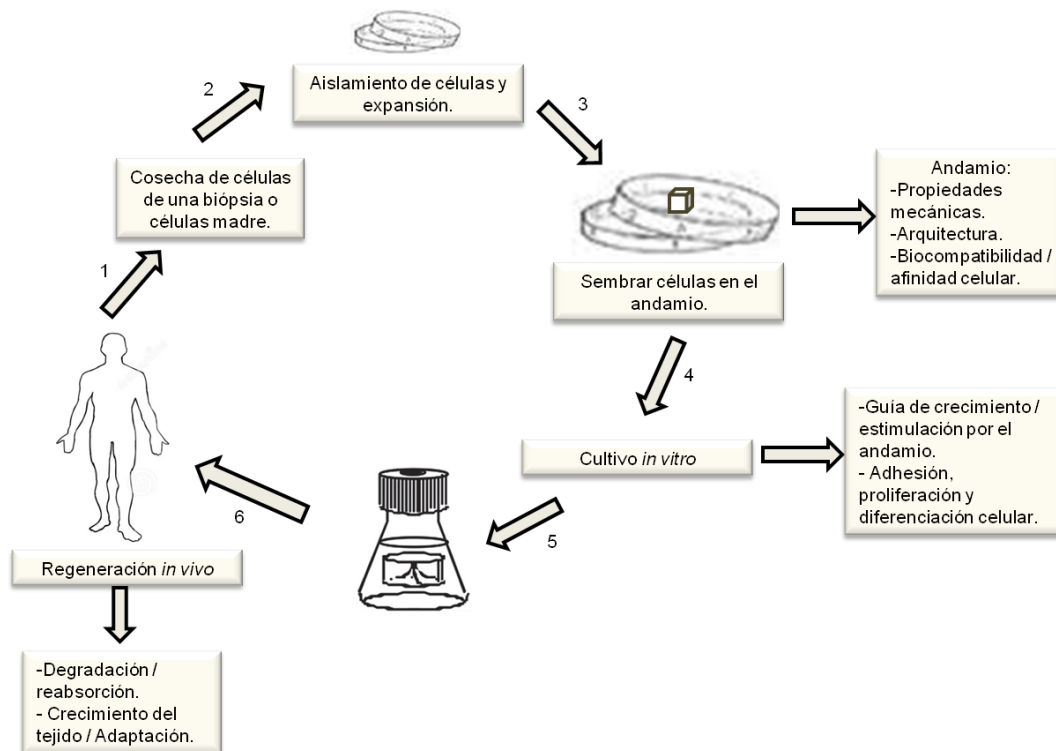 Aislamiento de células y
expansión.
2
3
Cosecha de células
de una biópsia o
células madre.
Andamio:
-Propiedades
mecánicas.
-Arquitectura.
-Biocompatibilidad /
afinidad celular.
1
Sembrar células en el
andamio.
4
-Guía de crecimiento /
estimulación por el
andamio.
- Adhesión,
proliferación y
diferenciación celular.
Cultivo in vitro
5
6
Regeneración in vivo
-Degradación /
reabsorción.
- Crecimiento del
tejido / Adaptación.